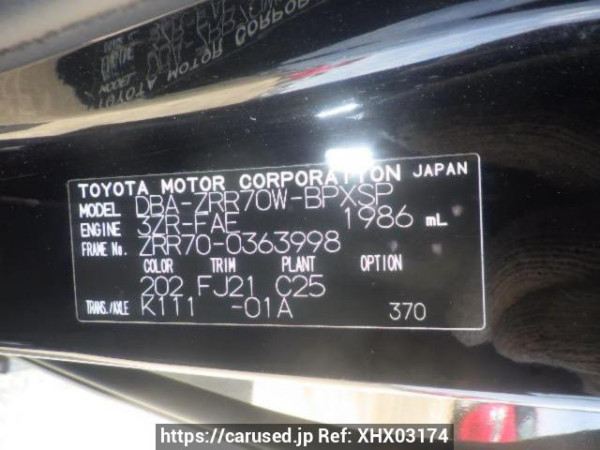 TOYOTA MOTOR CORPORATION JAPAN
MODEL DBA-ZRR70W-BPXSP
ENGINE 3ZR-FAE 1986 mL
FRAME No. ZRR70-0363998
COLOR TRIM PLANT OPTION
202 FJ21 C25
TRANS./AXLE K111 -01A 370
https://carused.jp Ref: XHX03174